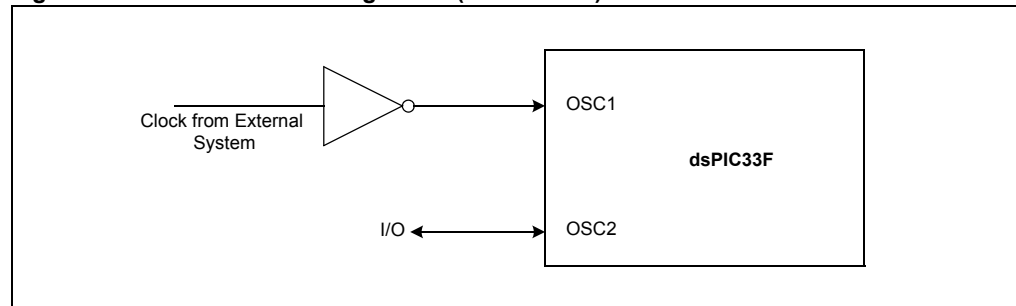 Clock from External
System
OSC1
dsPIC33F
I/O
OSC2